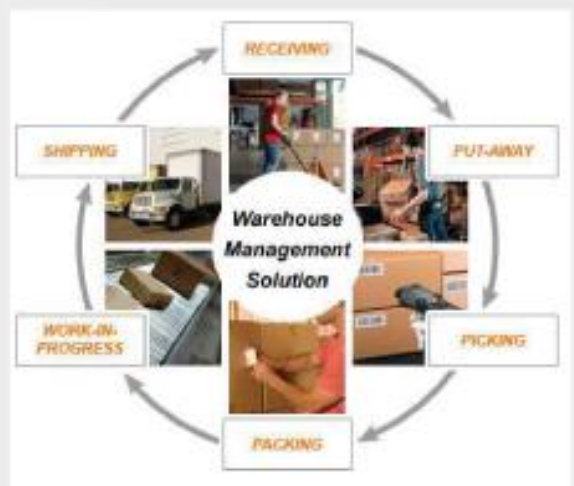 RECEIVING
PUT-AWAY
PICKING
PACKING
WORK-IN-
PROGRESS
SHIPPING
Warehouse
Management
Solution